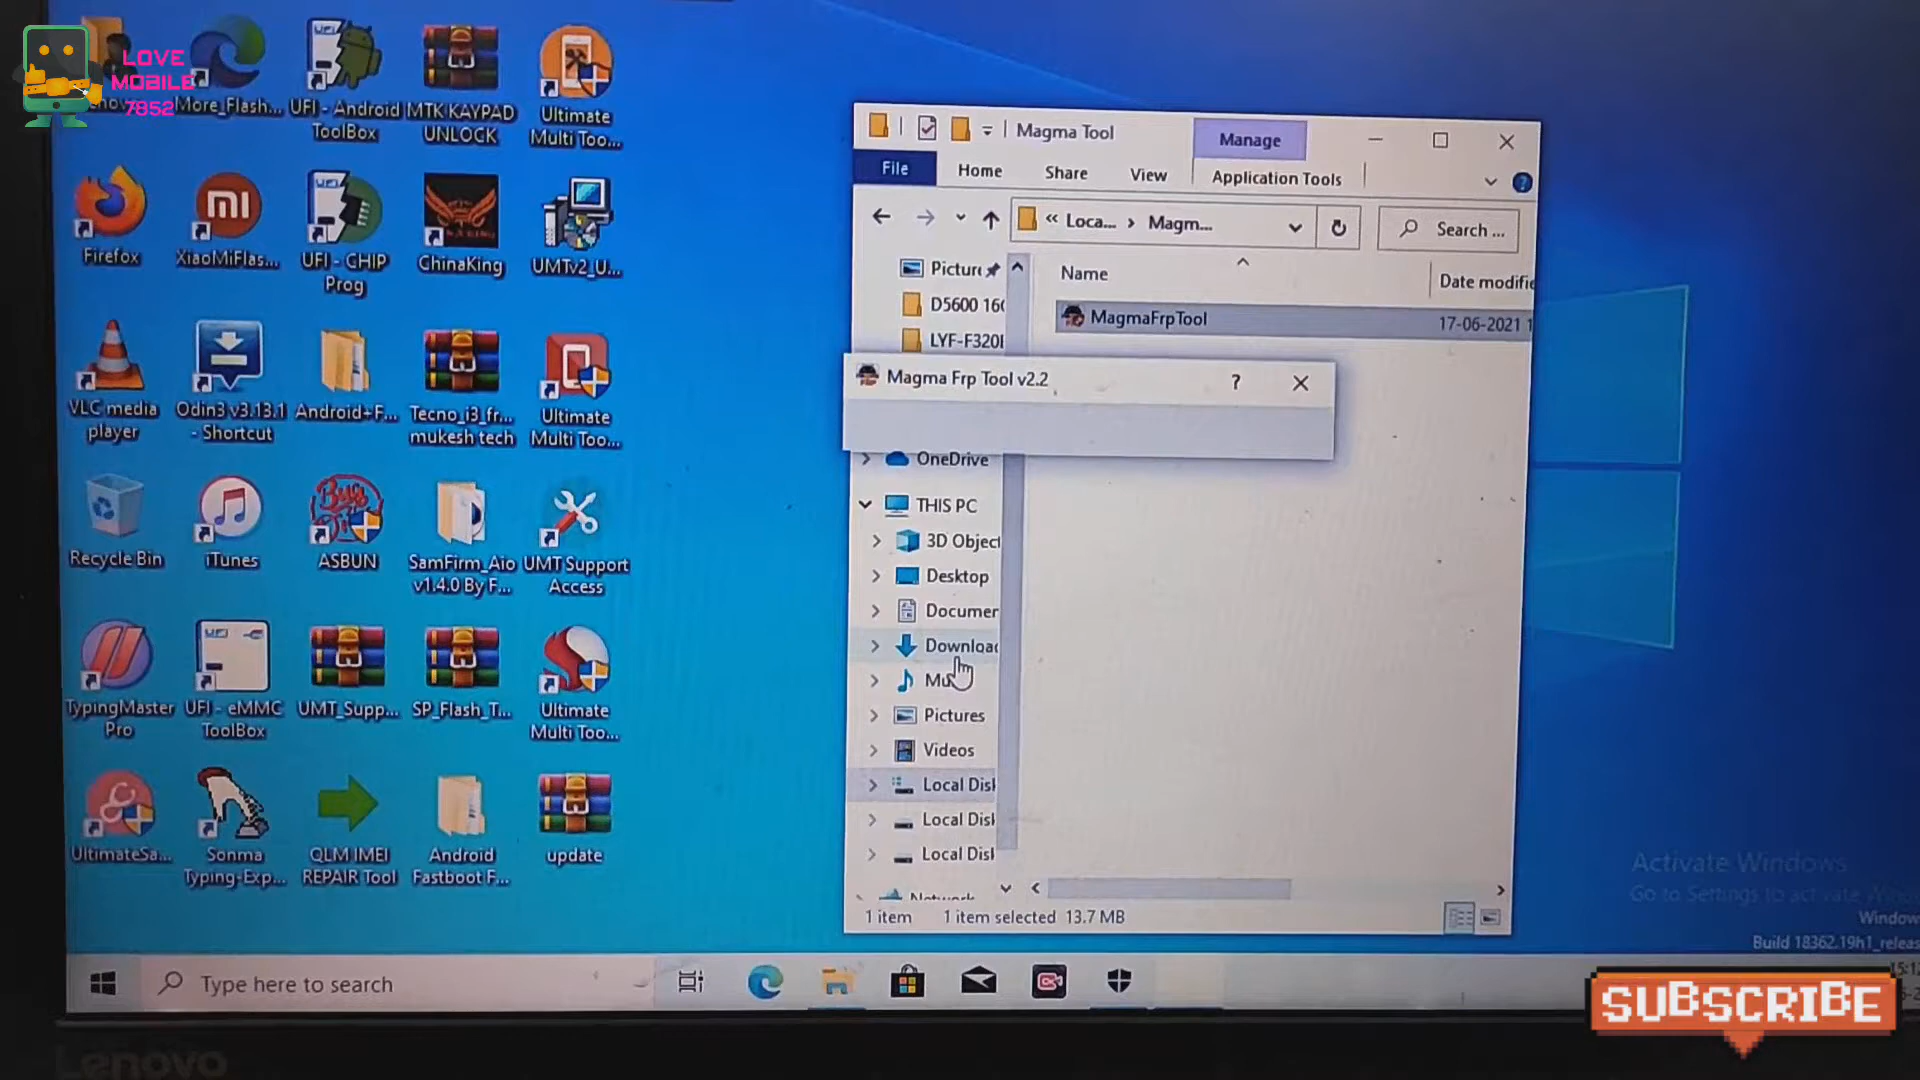 LOVE
MOBILE
7852
More_Flash...
UFI - Android
ToolBox
MTK KAYPAD
UNLOCK
Ultimate
Multi Too...
Firefox
XiaoMiFlas...
UFI - CHIP
Prog
ChinaKing
UMTv2_U...
VLC media
player
Odin3 v3.13.1
- Shortcut
Android+F...
Tecno_i3_fr...
mukesh tech
Ultimate
Multi Too...
Recycle Bin
iTunes
ASBUN
SamFirm_Aio
v1.4.0 By F...
UMT Support
Access
TypingMaster
Pro
UFI - eMMC
ToolBox
UMT_Supp...
SP_Flash_T...
Ultimate
Multi Too...
UltimateSa...
Sonma
Typing-Exp...
QLM IMEI
REPAIR Tool
Android
Fastboot F...
update
Magma Tool
Manage
File
Home
Share
View
Application Tools
« Loca... › Magm...
Search ...
Name
Date modifie
Picture
D5600 16G
LYF-F320
MagmaFrpTool
17-06-2021 1
Magma Frp Tool v2.2
?
OneDrive
THIS PC
3D Object
Desktop
Documen
Download
Mu
Pictures
Videos
Local Disk
Local Disk
Local Disk
Network
1 item
1 item selected 13.7 MB
Activate Windows
Go to Settings to activate Win
Window
Build 18362.19h1_releas
Type here to search
15:12
SUBSCRIBE
Lenovo